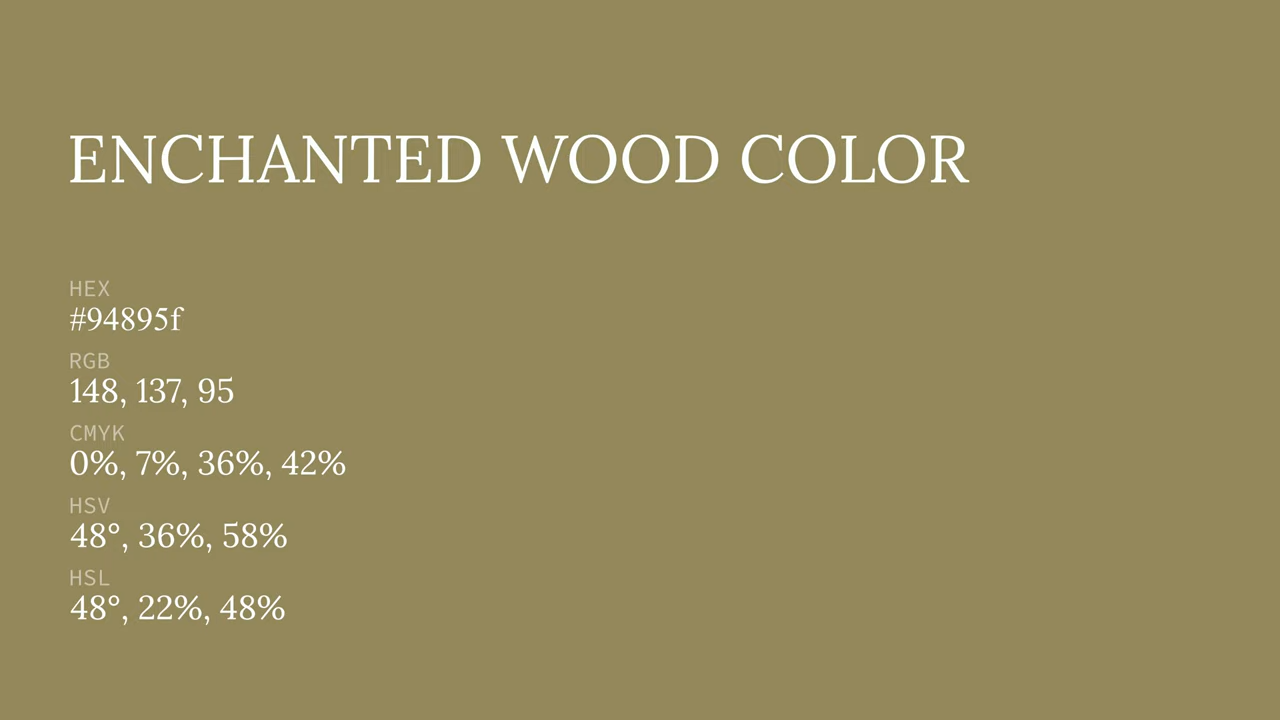 ENCHANTED WOOD COLOR
HEX
#94895f
RGB
148, 137, 95
CMYK
0%, 7%, 36%, 42%
HSV
48°, 36%, 58%
HSL
48°, 22%, 48%